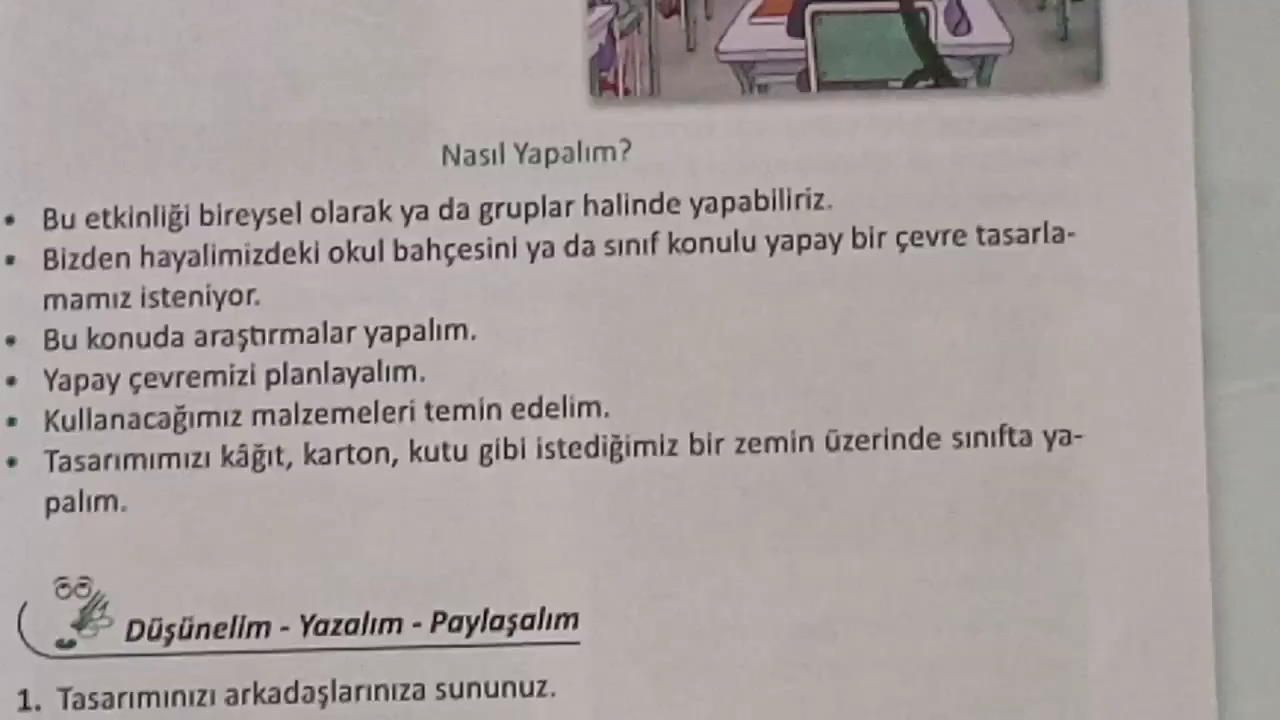 Nasıl Yapalım?
• Bu etkinliği bireysel olarak ya da gruplar halinde yapabiliriz.
• Bizden hayalimizdeki okul bahçesini ya da sınıf konulu yapay bir çevre tasarla-
mamız isteniyor.
• Bu konuda araştırmalar yapalım.
• Yapay çevremizi planlayalım.
• Kullanacağımız malzemeleri temin edelim.
• Tasarımımızı kâğıt, karton, kutu gibi istediğimiz bir zemin üzerinde sınıfta ya-
palım.
Düşünelim - Yazalım - Paylaşalım
1. Tasarımınızı arkadaşlarınıza sununuz.